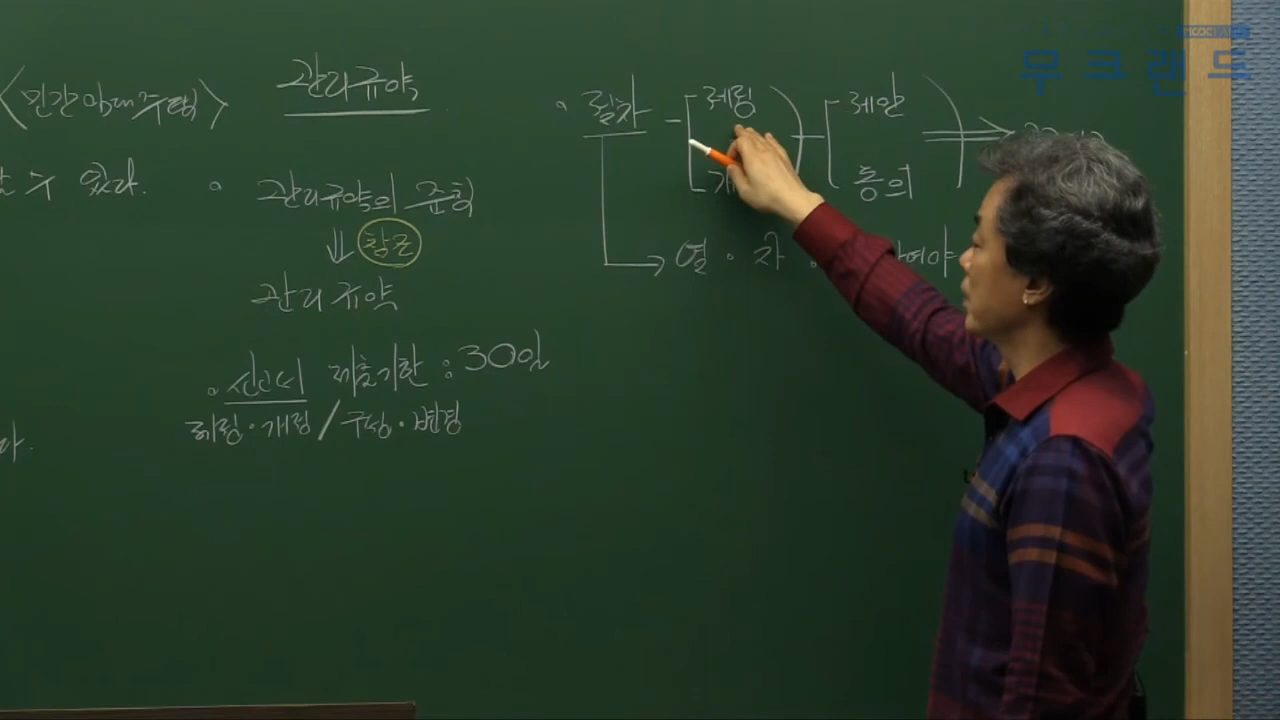 무크랜드
<민간임대주택>
관리규약
수 있다.
• 관리규약의 준칙
⇓ 참조
관리규약
• 신고서 제출기한 : 30일
제정·개정 / 구성·변경
다.
• 절차 - 제정 제안
동의
열 · 차 ·